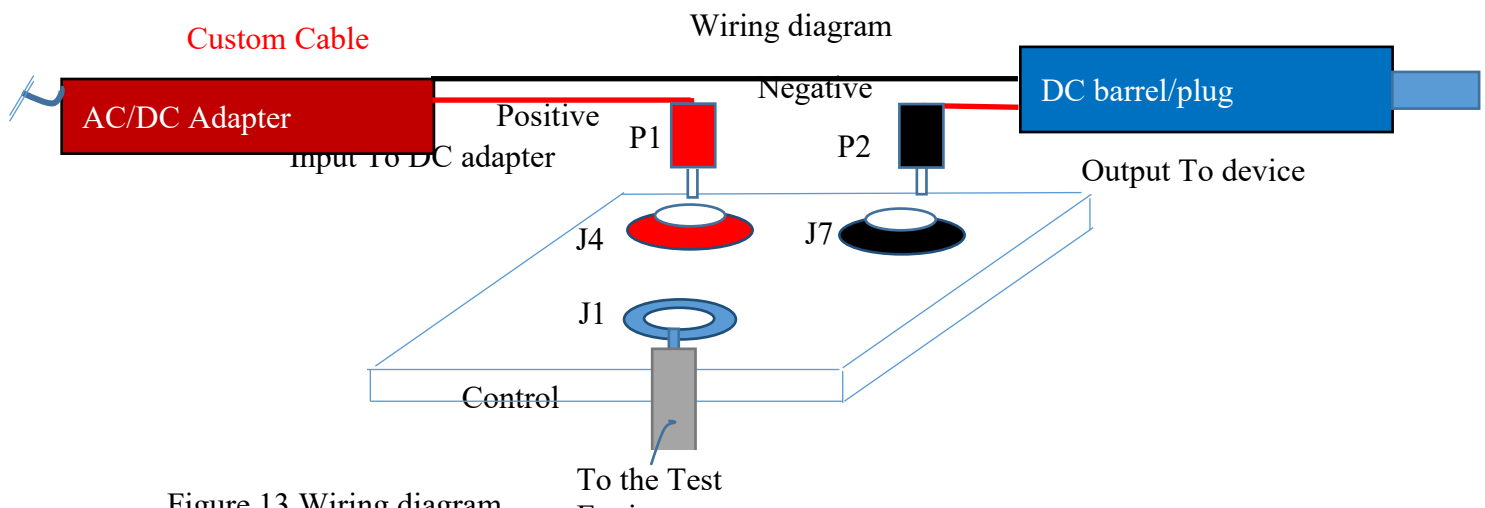 Wiring diagram
Custom Cable
Negative
DC barrel/plug
AC/DC Adapter
Positive
P1
P2
Input To DC adapter
Output To device
J4
J7
J1
Control
To the Test
Figure 13 Wiring diagram